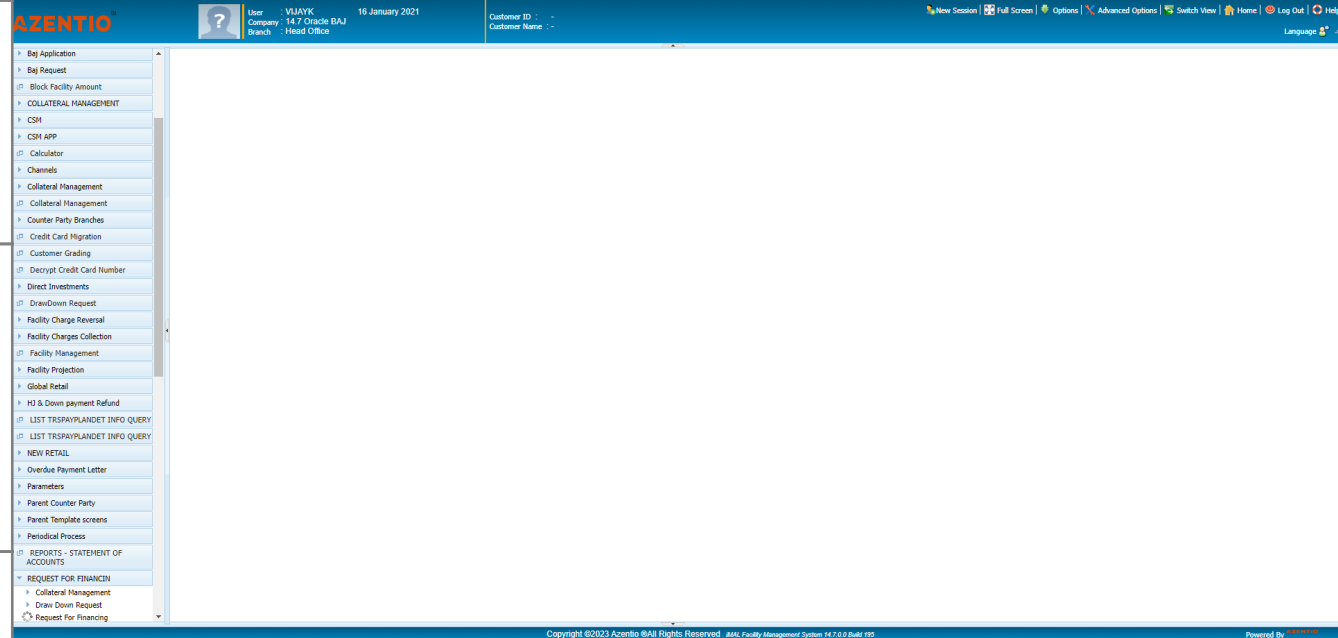 AZENTIO
User : VIJAYK 16 January 2021
Company : 14.7 Oracle BAJ
Branch : Head Office
Customer ID : -
Customer Name : -
New Session | Full Screen | Options | Advanced Options | Switch View | Home | Log Out | Help
Language
Baj Application
Baj Request
Block Facility Amount
COLLATERAL MANAGEMENT
CSM
CSM APP
Calculator
Channels
Collateral Management
Collateral Management
Counter Party Branches
Credit Card Migration
Customer Grading
Decrypt Credit Card Number
Direct Investments
DrawDown Request
Facility Charge Reversal
Facility Charges Collection
Facility Management
Facility Projection
Global Retail
HJ & Down payment Refund
LIST TRSPAYPLANDET INFO QUERY
LIST TRSPAYPLANDET INFO QUERY
NEW RETAIL
Overdue Payment Letter
Parameters
Parent Counter Party
Parent Template screens
Periodical Process
REPORTS - STATEMENT OF
ACCOUNTS
REQUEST FOR FINANCIN
Collateral Management
Draw Down Request
Request For Financing
Copyright ©2023 Azentio ®All Rights Reserved iMAL Facility Management System 14.7.0.0 Build 195
Powered By AZENTIO